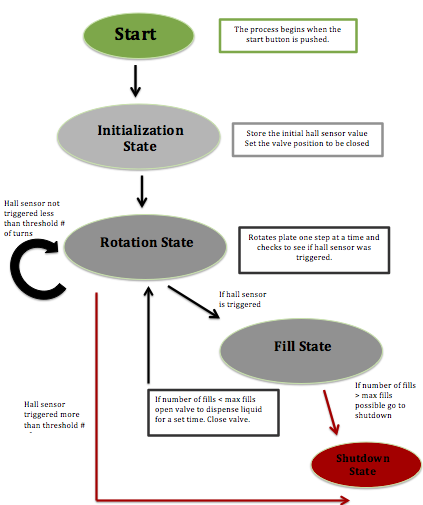 Start
The process begins when the
start button is pushed.
Initialization
State
Store the initial hall sensor value
Set the valve position to be closed
Hall sensor not
triggered less
than threshold #
of turns
Rotation State
Rotates plate one step at a time and
checks to see if hall sensor was
triggered.
If hall sensor
is triggered
Fill State
If number of fills
> max fills
possible go to
shutdown
If number of fills < max fills
open valve to dispense liquid
for a set time. Close valve.
Hall sensor
triggered more
than threshold #
Shutdown
State